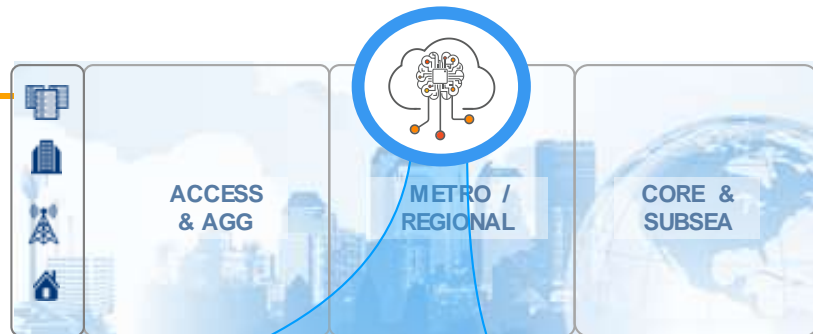 ACCESS
& AGG
METRO /
REGIONAL
CORE &
SUBSEA